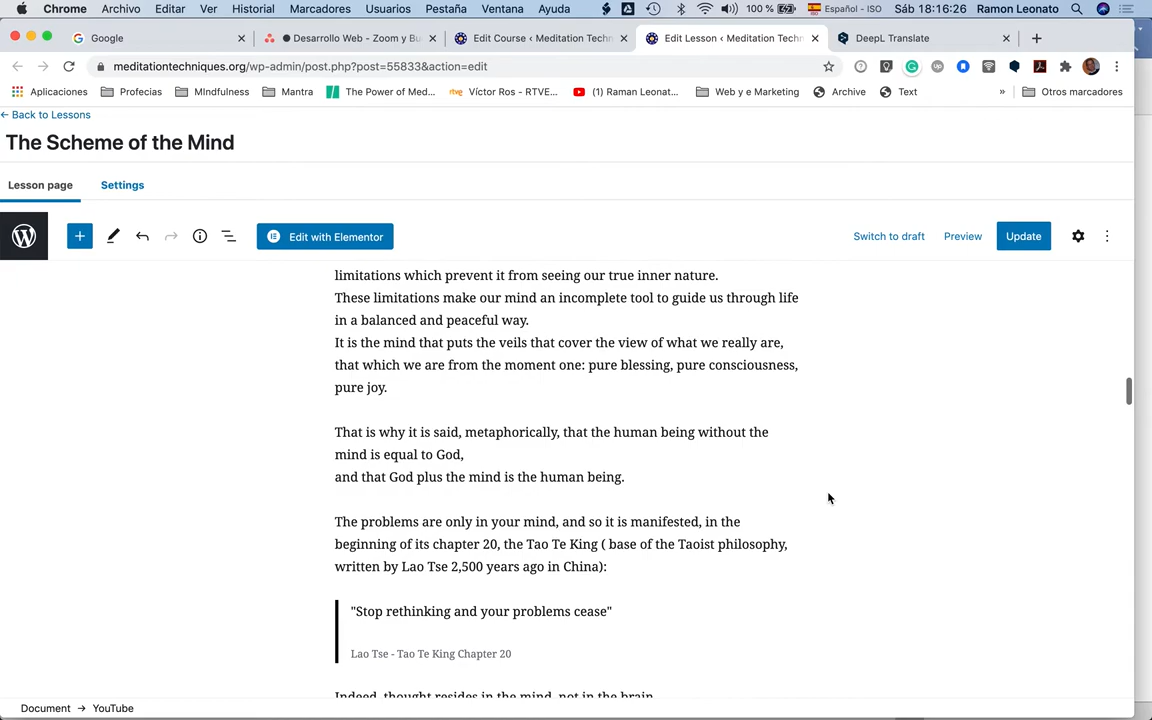 Chrome Archivo Editar Ver Historial Marcadores Usuarios Pestaña Ventana Ayuda 100 % Español - ISO Sáb 18:16:26 Ramon Leonato
Google Desarrollo Web - Zoom y Bu Edit Course ‹ Meditation Techn Edit Lesson ‹ Meditation Techn DeepL Translate
meditationtechniques.org/wp-admin/post.php?post=55833&action=edit
Aplicaciones Profecias MIndfulness Mantra The Power of Med... Víctor Ros - RTVE... (1) Raman Leonat... Web y e Marketing Archive Text » Otros marcadores
← Back to Lessons
The Scheme of the Mind
Lesson page Settings
Edit with Elementor Switch to draft Preview Update
limitations which prevent it from seeing our true inner nature.
These limitations make our mind an incomplete tool to guide us through life
in a balanced and peaceful way.
It is the mind that puts the veils that cover the view of what we really are,
that which we are from the moment one: pure blessing, pure consciousness,
pure joy.
That is why it is said, metaphorically, that the human being without the
mind is equal to God,
and that God plus the mind is the human being.
The problems are only in your mind, and so it is manifested, in the
beginning of its chapter 20, the Tao Te King ( base of the Taoist philosophy,
written by Lao Tse 2,500 years ago in China):
"Stop rethinking and your problems cease"
Lao Tse - Tao Te King Chapter 20
Indeed, thought resides in the mind, not in the brain.
Document → YouTube